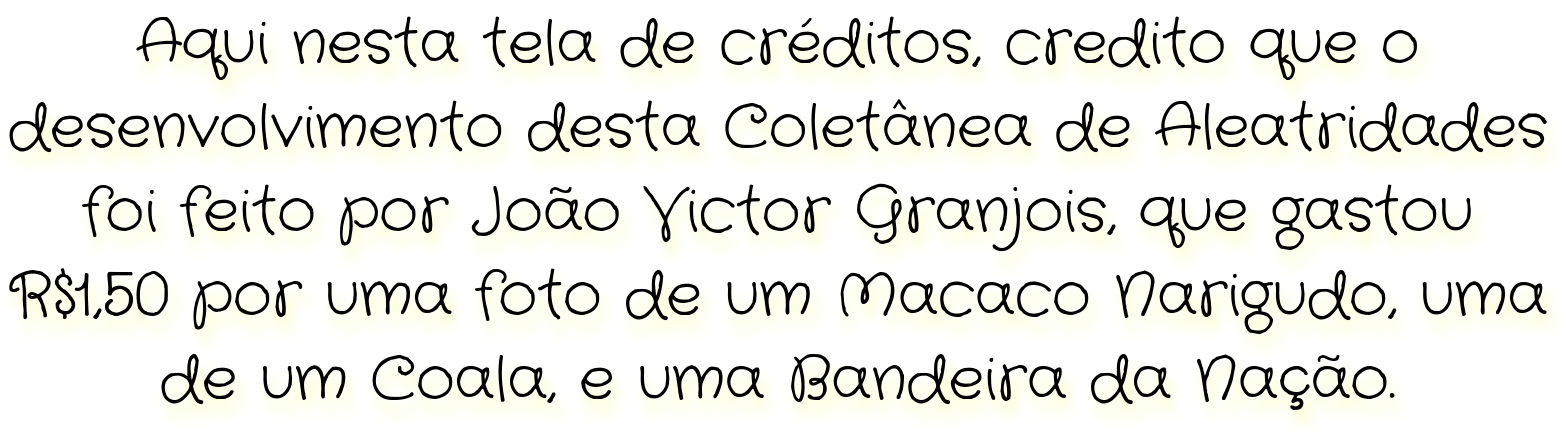 Aqui nesta tela de créditos, credito que o
desenvolvimento desta Coletânea de Aleatridades
foi feito por João Victor Granjois, que gastou
R$1,50 por uma foto de um Macaco Narigudo, uma
de um Coala, e uma Bandeira da Nação.